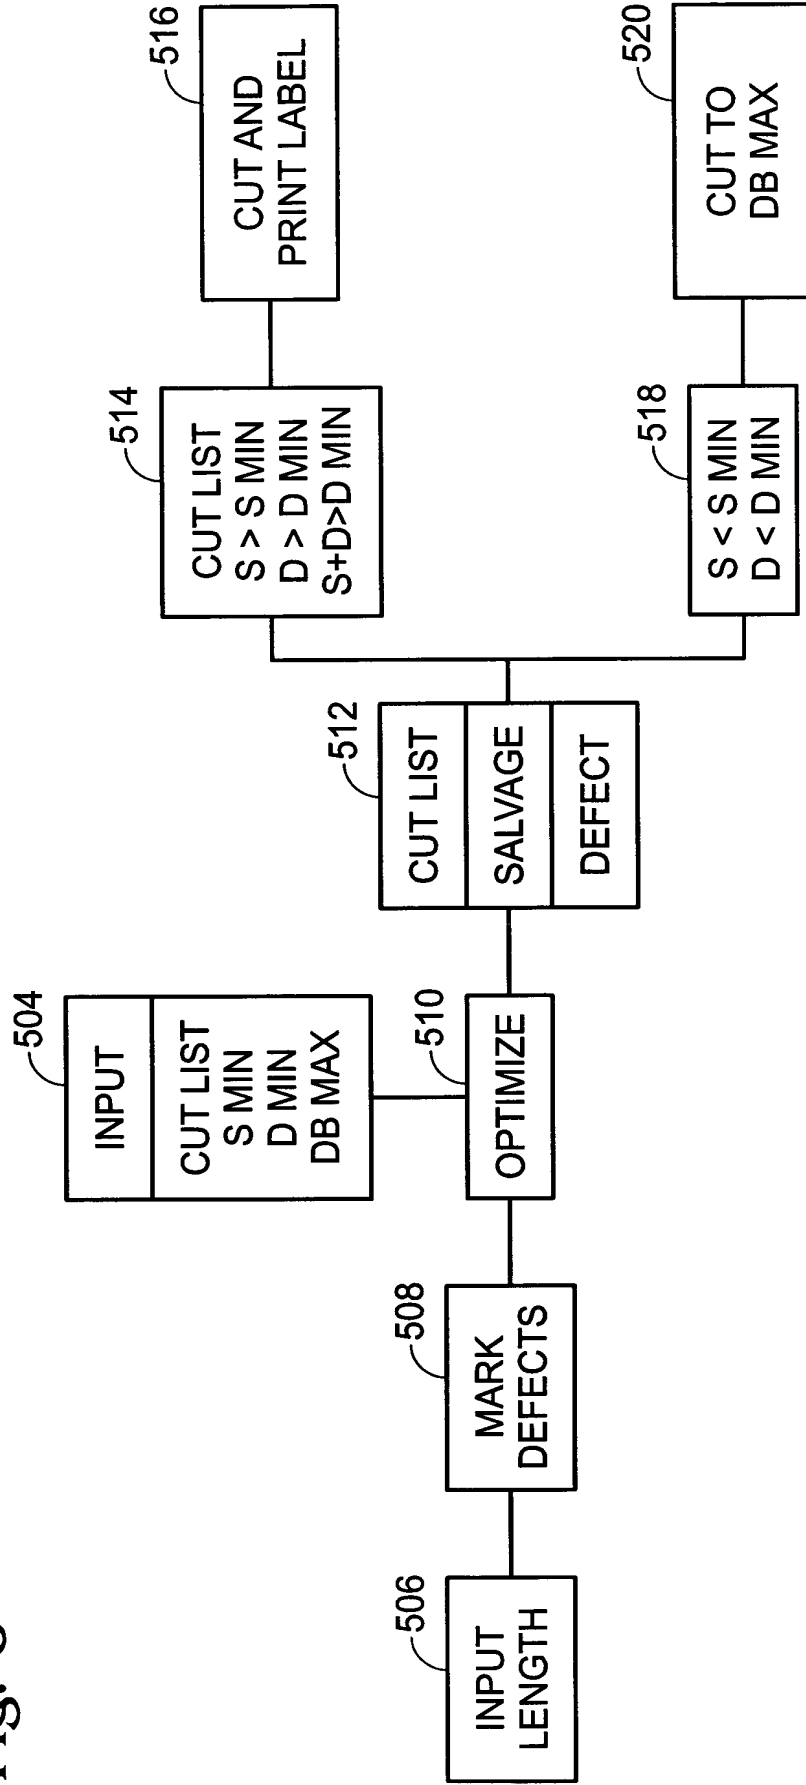 Fig.
506
INPUT
LENGTH
508
MARK
DEFECTS
504
INPUT
CUT LIST
S MIN
D MIN
DB MAX
510
OPTIMIZE
512
CUT LIST
SALVAGE
DEFECT
514
CUT LIST
S > S MIN
D > D MIN
S+D>D MIN
516
CUT AND
PRINT LABEL
518
S < S MIN
D < D MIN
520
CUT TO
DB MAX